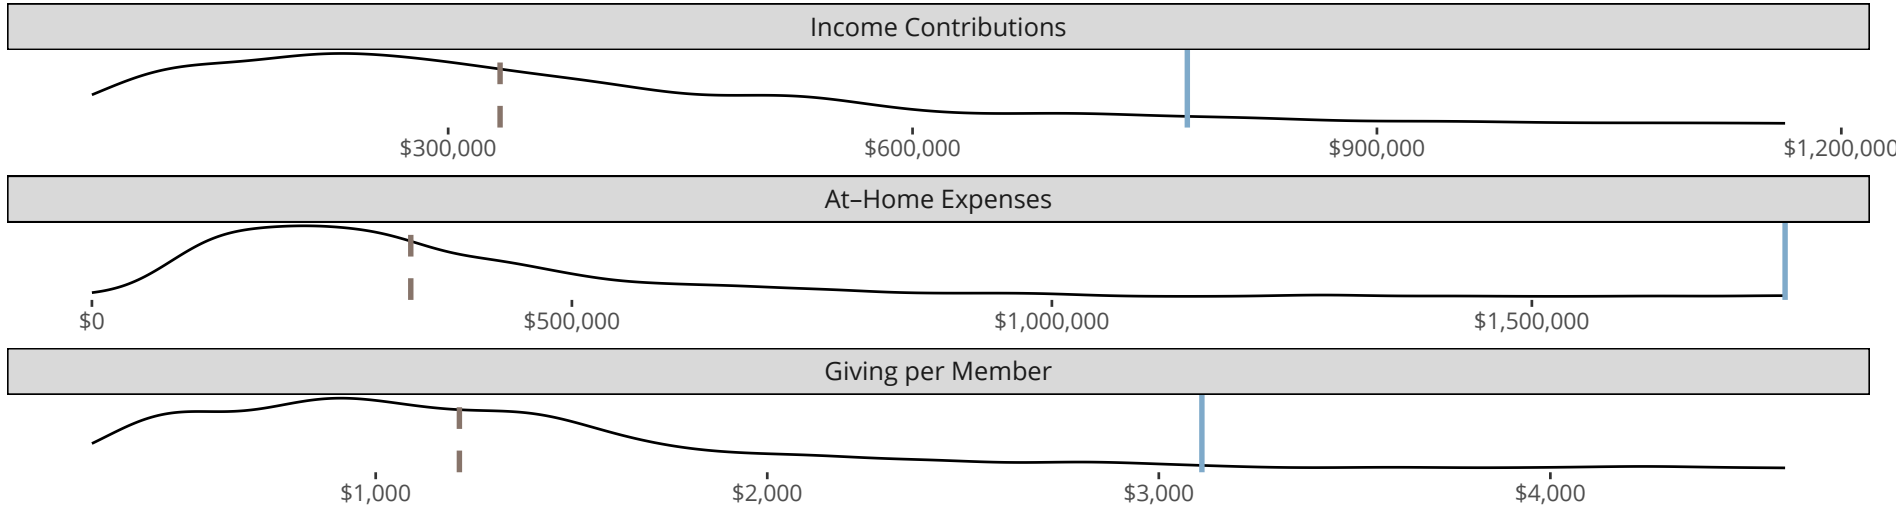 Income Contributions
$300,000 $600,000 $900,000 $1,200,000
At–Home Expenses
$0 $500,000 $1,000,000 $1,500,000
Giving per Member
$1,000 $2,000 $3,000 $4,000